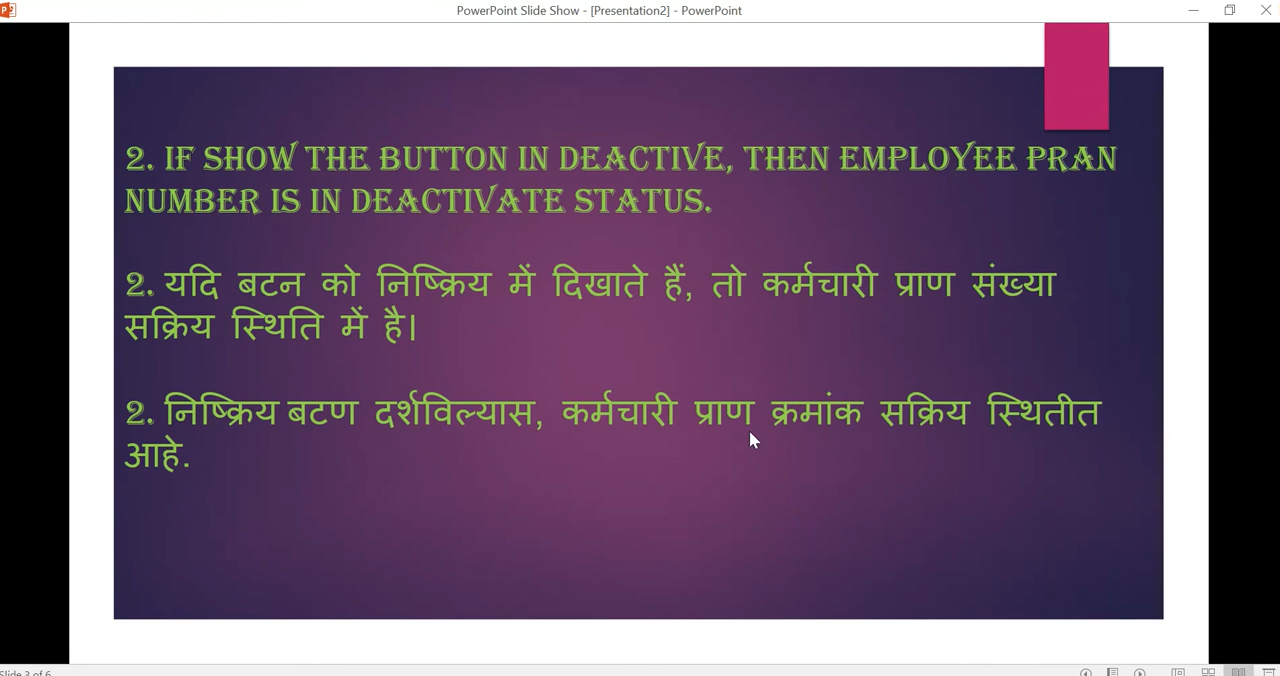 PowerPoint Slide Show - [Presentation2] - PowerPoint
2. IF SHOW THE BUTTON IN DEACTIVE, THEN EMPLOYEE PRAN
NUMBER IS IN DEACTIVATE STATUS.
2. यदि बटन को निष्क्रिय में दिखाते हैं, तो कर्मचारी प्राण संख्या
सक्रिय स्थिति में है।
2. निष्क्रिय बटण दर्शविल्यास, कर्मचारी प्राण क्रमांक सक्रिय स्थितीत
आहे.
Slide 3 of 6